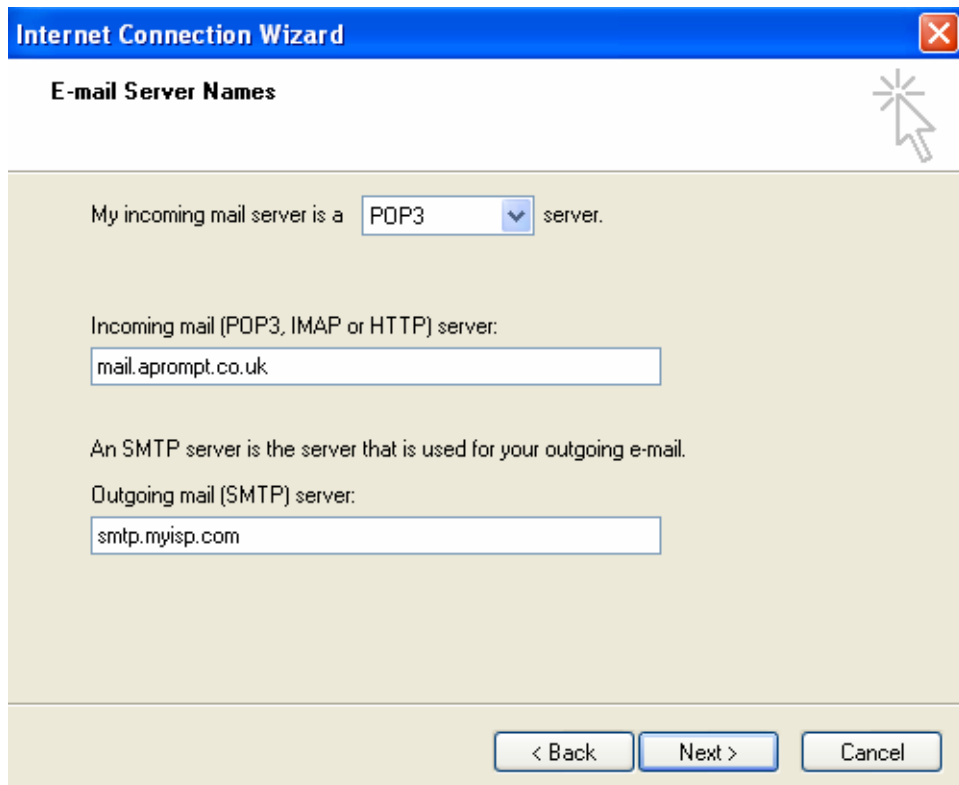 Internet Connection Wizard
E-mail Server Names
My incoming mail server is a POP3 server.
Incoming mail (POP3, IMAP or HTTP) server:
mail.aprompt.co.uk
An SMTP server is the server that is used for your outgoing e-mail.
Outgoing mail (SMTP) server:
smtp.myisp.com
< Back Next > Cancel